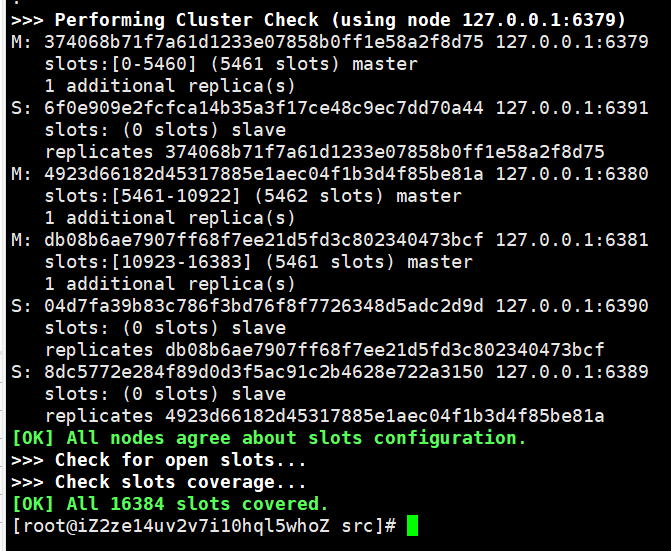 .
>>> Performing Cluster Check (using node 127.0.0.1:6379)
M: 374068b71f7a61d1233e07858b0ff1e58a2f8d75 127.0.0.1:6379
   slots:[0-5460] (5461 slots) master
   1 additional replica(s)
S: 6f0e909e2fcfca14b35a3f17ce48c9ec7dd70a44 127.0.0.1:6391
   slots: (0 slots) slave
   replicates 374068b71f7a61d1233e07858b0ff1e58a2f8d75
M: 4923d66182d45317885e1aec04f1b3d4f85be81a 127.0.0.1:6380
   slots:[5461-10922] (5462 slots) master
   1 additional replica(s)
M: db08b6ae7907ff68f7ee21d5fd3c802340473bcf 127.0.0.1:6381
   slots:[10923-16383] (5461 slots) master
   1 additional replica(s)
S: 04d7fa39b83c786f3bd76f8f7726348d5adc2d9d 127.0.0.1:6390
   slots: (0 slots) slave
   replicates db08b6ae7907ff68f7ee21d5fd3c802340473bcf
S: 8dc5772e284f89d0d3f5ac91c2b4628e722a3150 127.0.0.1:6389
   slots: (0 slots) slave
   replicates 4923d66182d45317885e1aec04f1b3d4f85be81a
[OK] All nodes agree about slots configuration.
>>> Check for open slots...
>>> Check slots coverage...
[OK] All 16384 slots covered.
[root@iZ2ze14uv2v7i10hql5whoZ src]#